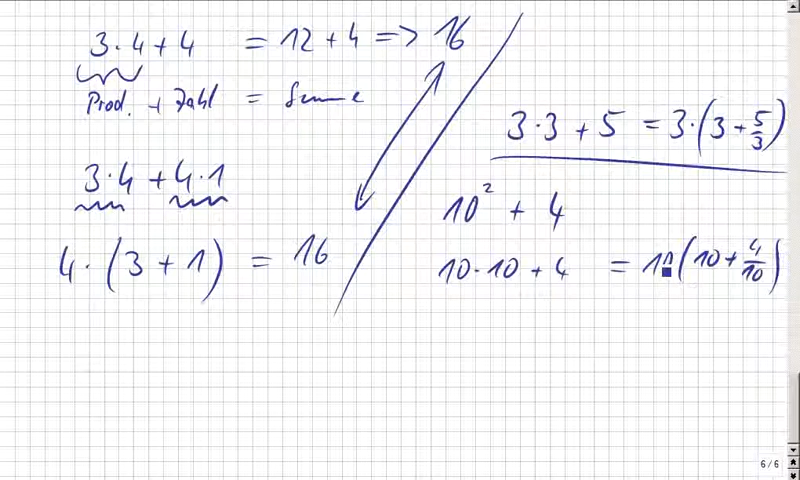 3·4 + 4 = 12 + 4 => 16
Prod. + Zahl = Summe
3·4 + 4·1
4·(3 + 1) = 16
3·3 + 5 = 3·(3 + 5/3)
10² + 4
10·10 + 4 = 10(10 + 4/10)
6/6